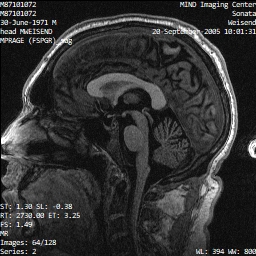 M87101072
M87101072
30-June-1971 M
head MWEISEND
MPRAGE (FSPGR)_sag
MIND Imaging Center
Sonata
Weisend
20-September-2005 10:01:31
ST: 1.30 SL: -0.38
RT: 2730.00 ET: 3.25
FS: 1.49
MR
Images: 64/128
Series: 2
WL: 394 WW: 800